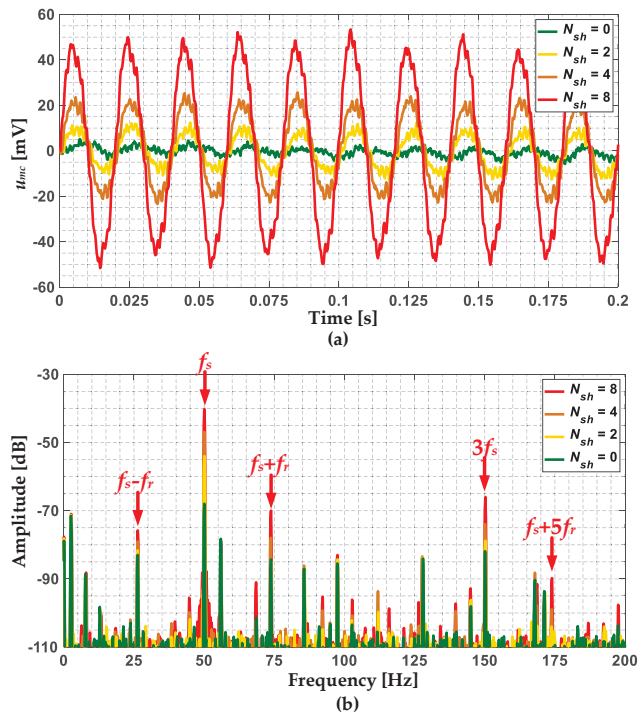 60
40
20
0
-20
-40
-60
u_mc [mV]
N_sh = 0
N_sh = 2
N_sh = 4
N_sh = 8
0 0.025 0.05 0.075 0.1 0.125 0.15 0.175 0.2
Time [s]
(a)
f_s
-30
-50
-70
-90
-110
Amplitude [dB]
N_sh = 8
N_sh = 4
N_sh = 2
N_sh = 0
f_s-f_r
f_s+f_r
3f_s
f_s+5f_r
0 25 50 75 100 125 150 175 200
Frequency [Hz]
(b)